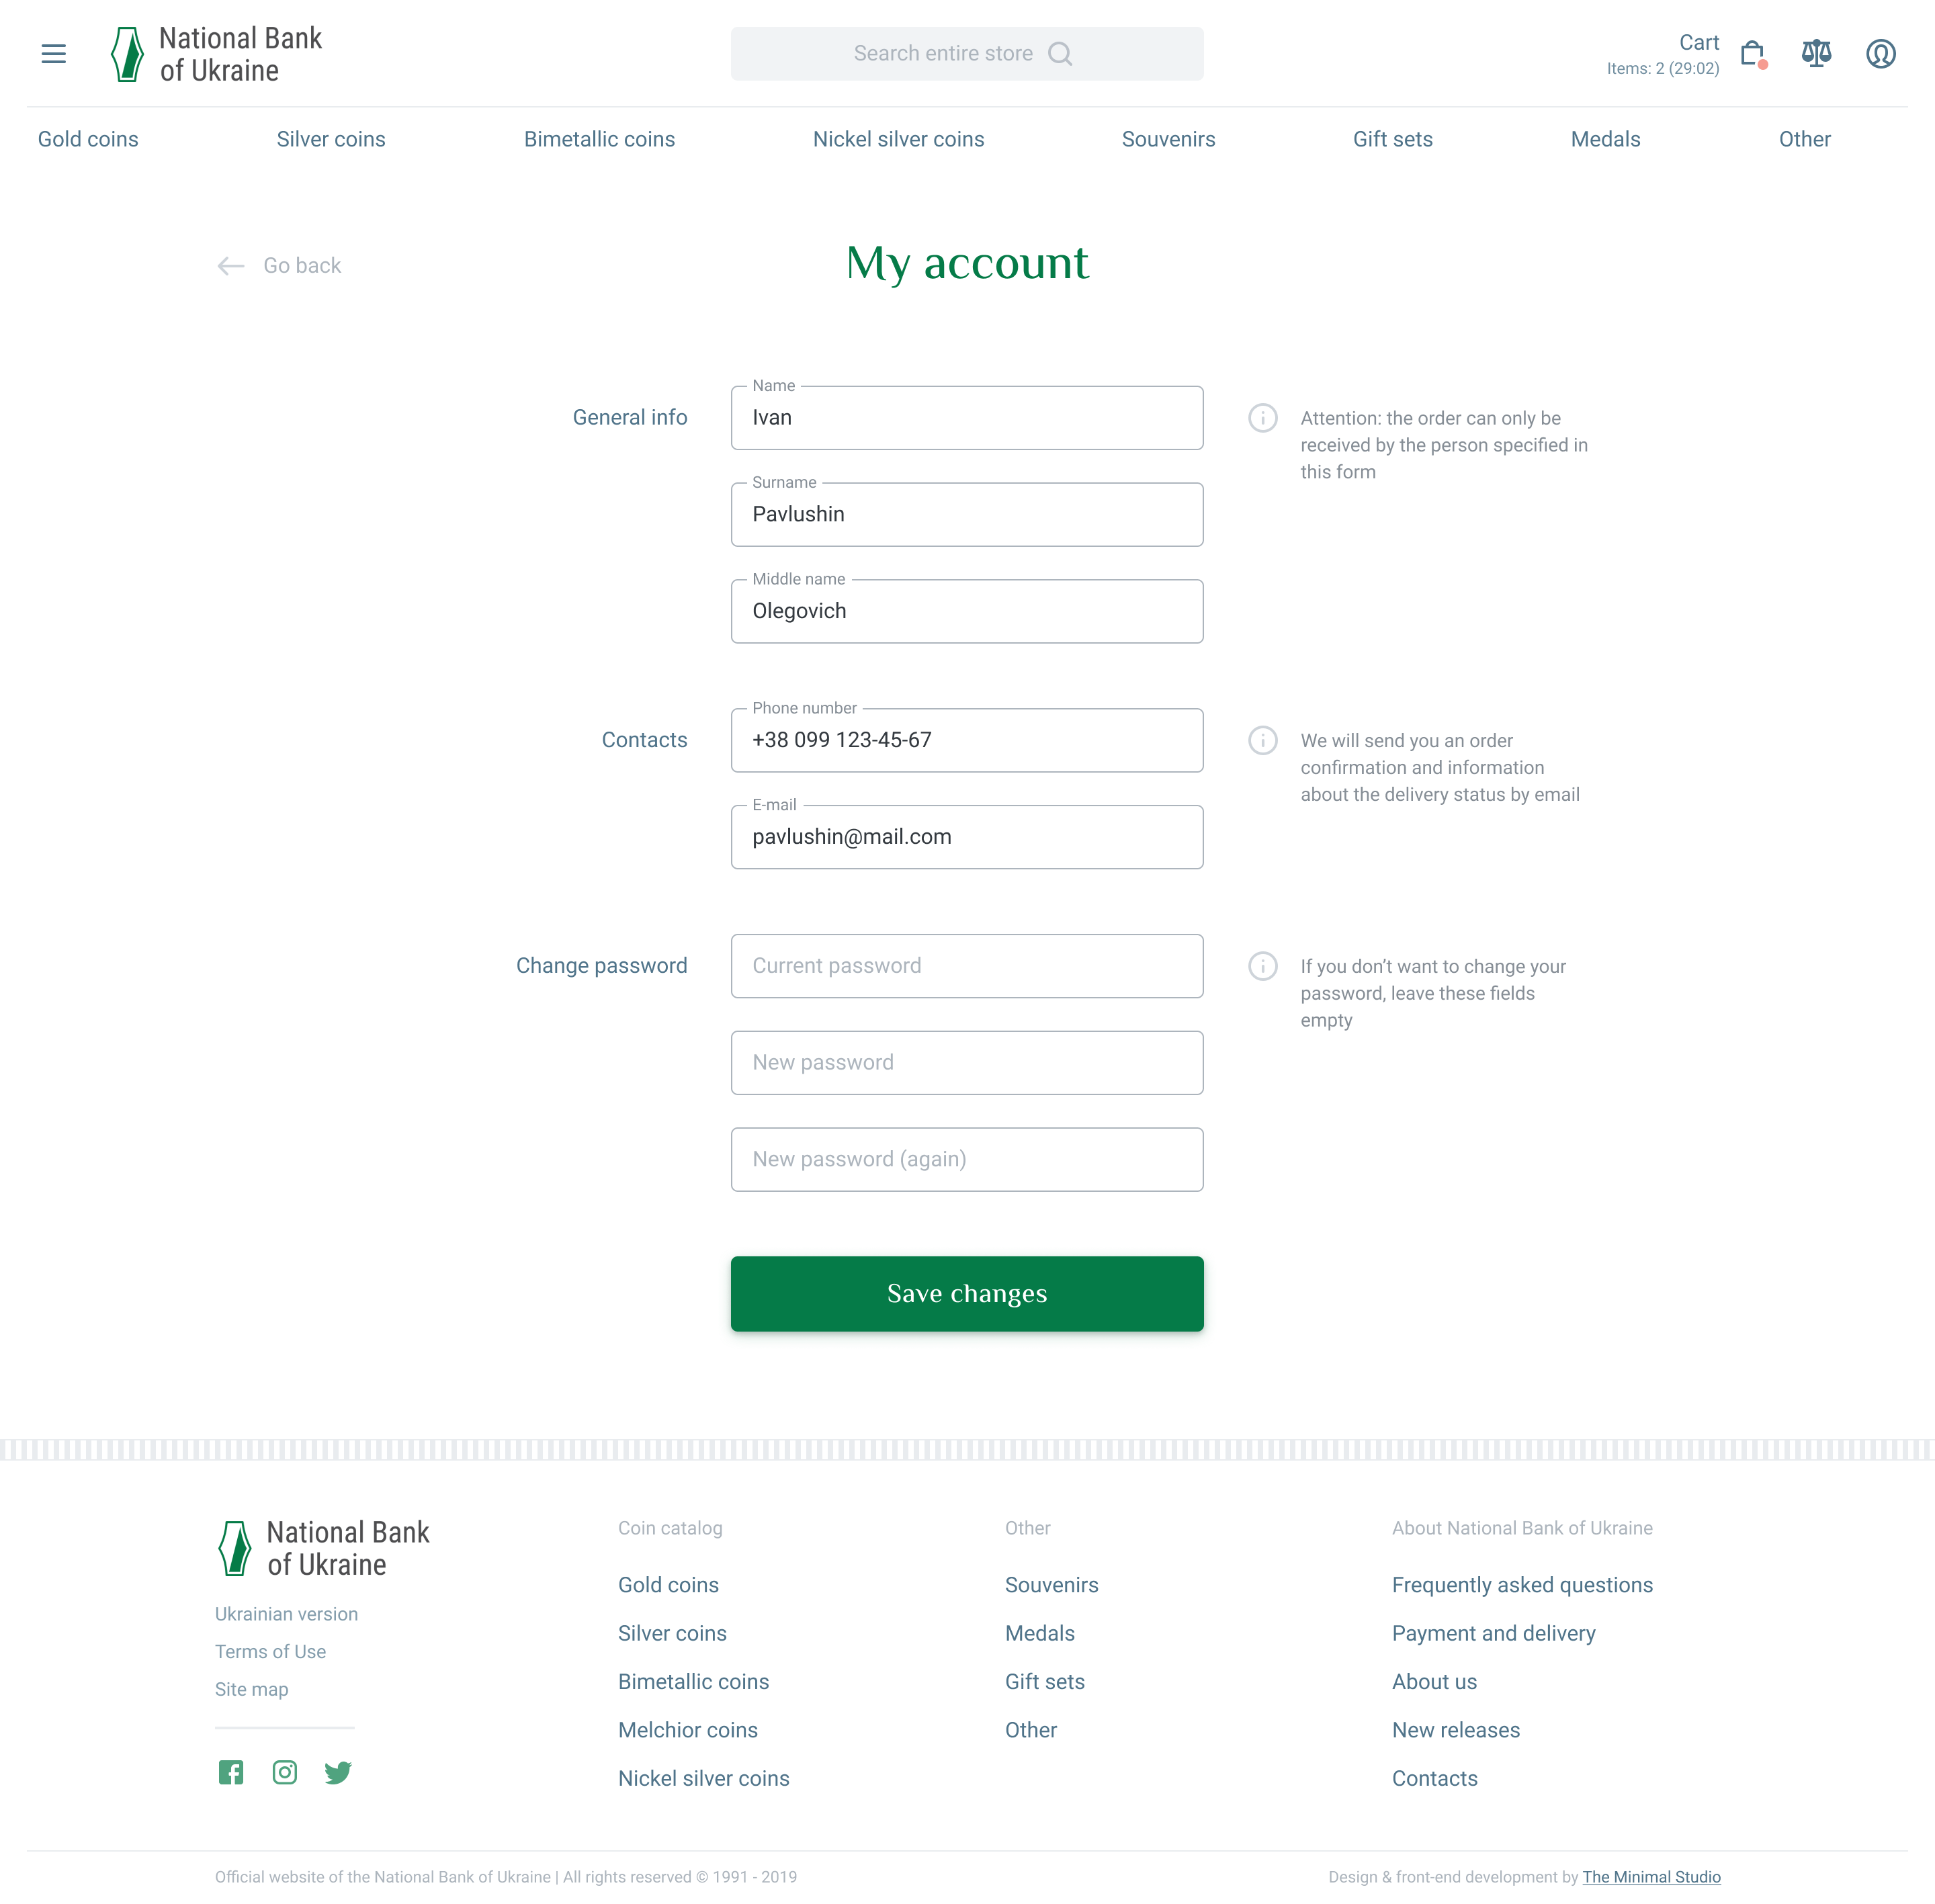 National Bank
of Ukraine
Search entire store
Cart
Items: 2 (29:02)
Gold coins
Silver coins
Bimetallic coins
Nickel silver coins
Souvenirs
Gift sets
Medals
Other
Go back
My account
General info
Name
Ivan
Surname
Pavlushin
Middle name
Olegovich
Attention: the order can only be
received by the person specified in
this form
Contacts
Phone number
+38 099 123-45-67
E-mail
pavlushin@mail.com
We will send you an order
confirmation and information
about the delivery status by email
Change password
Current password
New password
New password (again)
If you don’t want to change your
password, leave these fields
empty
Save changes
National Bank
of Ukraine
Ukrainian version
Terms of Use
Site map
Coin catalog
Gold coins
Silver coins
Bimetallic coins
Melchior coins
Nickel silver coins
Other
Souvenirs
Medals
Gift sets
Other
About National Bank of Ukraine
Frequently asked questions
Payment and delivery
About us
New releases
Contacts
Official website of the National Bank of Ukraine | All rights reserved © 1991 - 2019
Design & front-end development by The Minimal Studio